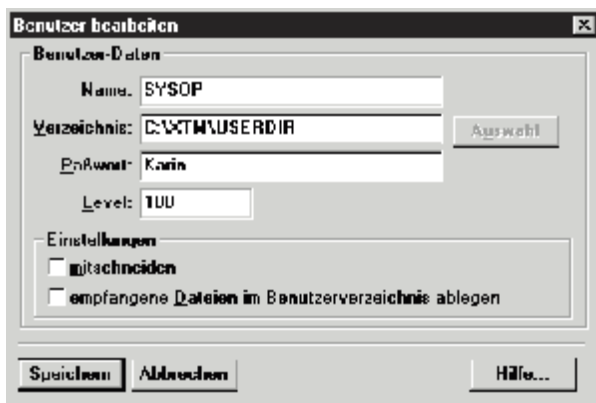 Benutzer bearbeiten
Benutzer-Daten
Name: SYSOP
Verzeichnis: C:\XTM\USERDIR Auswahl
Paßwort: Karin
Level: 100
Einstellungen
mitschneiden
empfangene Dateien im Benutzerverzeichnis ablegen
Speichern Abbrechen Hilfe...